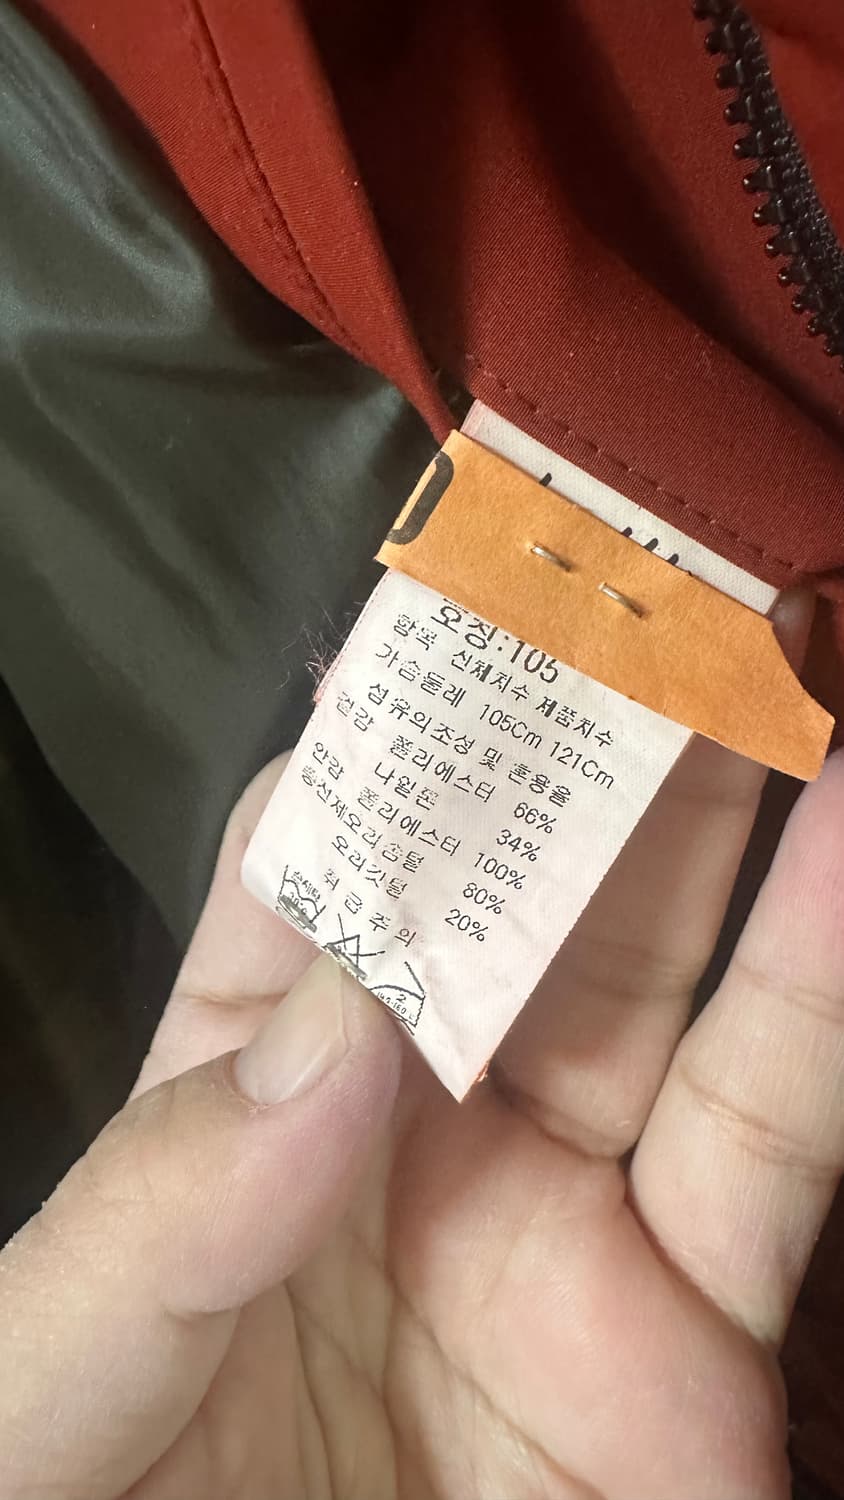 호칭:105
항목 신체치수 제품치수
가슴둘레 105Cm 121Cm
섬유의조성 및 혼용율
겉감 폴리에스터 66%
나일론 34%
안감 폴리에스터 100%
충전제오리솜털 80%
오리깃털 20%
취급주의
2